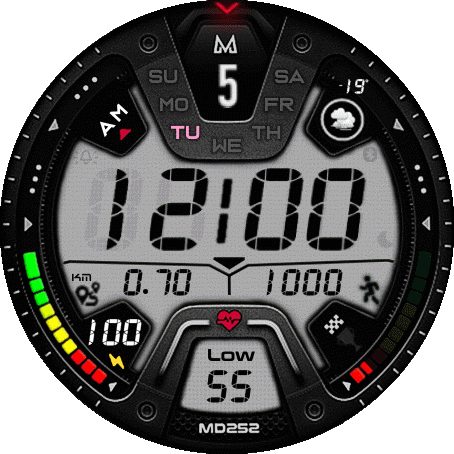 5
SU SA
MO FR
TU TH
WE
AM
-19°
12:00
KM
0.70 1000
100
Low
55
MD252